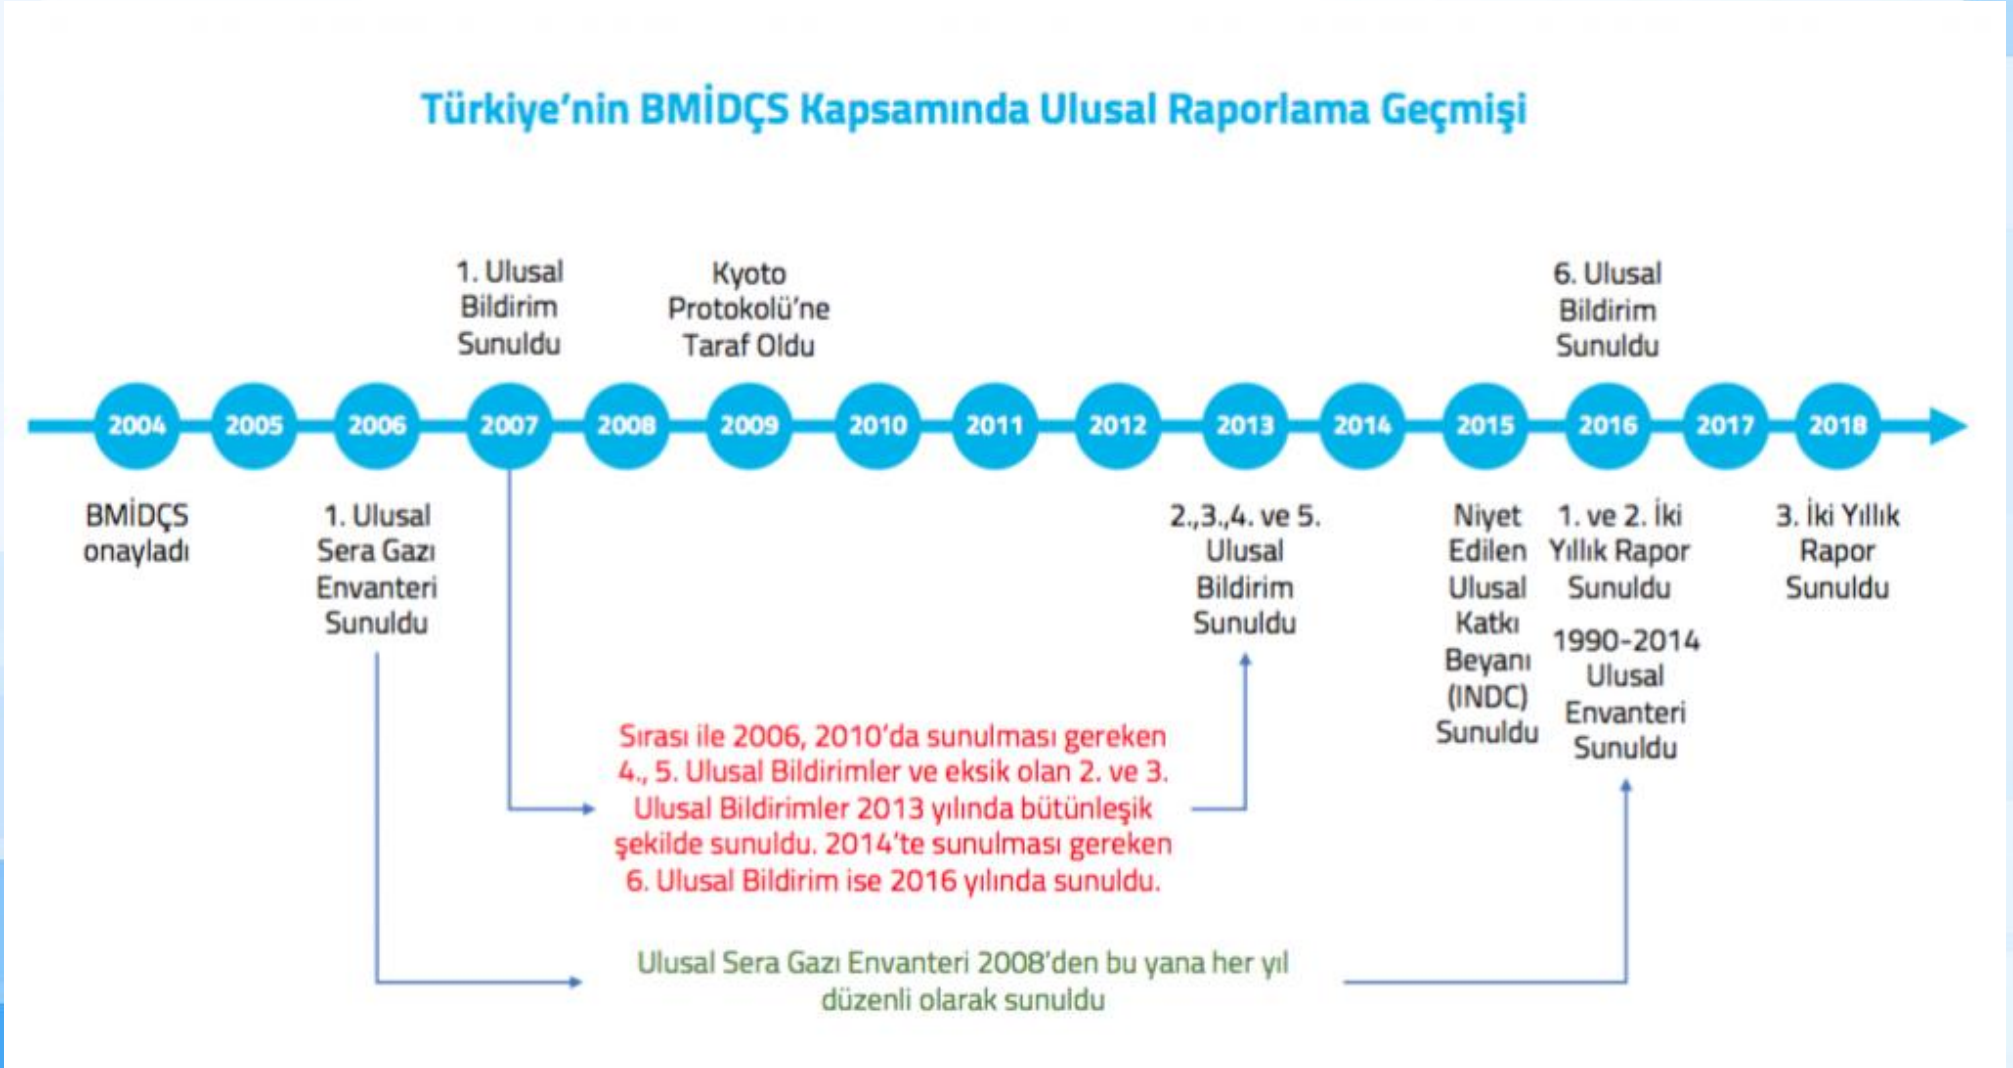 Türkiye'nin BMİDÇS Kapsamında Ulusal Raporlama Geçmişi
1. Ulusal
Bildirim
Sunuldu
Kyoto
Protokolü'ne
Taraf Oldu
6. Ulusal
Bildirim
Sunuldu
2004 2005 2006 2007 2008 2009 2010 2011 2012 2013 2014 2015 2016 2017 2018
BMİDÇS
onayladı
1. Ulusal
Sera Gazı
Envanteri
Sunuldu
2.,3.,4. ve 5.
Ulusal
Bildirim
Sunuldu
Niyet
Edilen
Ulusal
Katkı
Beyanı
(INDC)
Sunuldu
1. ve 2. İki
Yıllık Rapor
Sunuldu
1990-2014
Ulusal
Envanteri
Sunuldu
3. İki Yıllık
Rapor
Sunuldu
Sırası ile 2006, 2010'da sunulması gereken
4., 5. Ulusal Bildirimler ve eksik olan 2. ve 3.
Ulusal Bildirimler 2013 yılında bütünleşik
şekilde sunuldu. 2014'te sunulması gereken
6. Ulusal Bildirim ise 2016 yılında sunuldu.
Ulusal Sera Gazı Envanteri 2008'den bu yana her yıl
düzenli olarak sunuldu